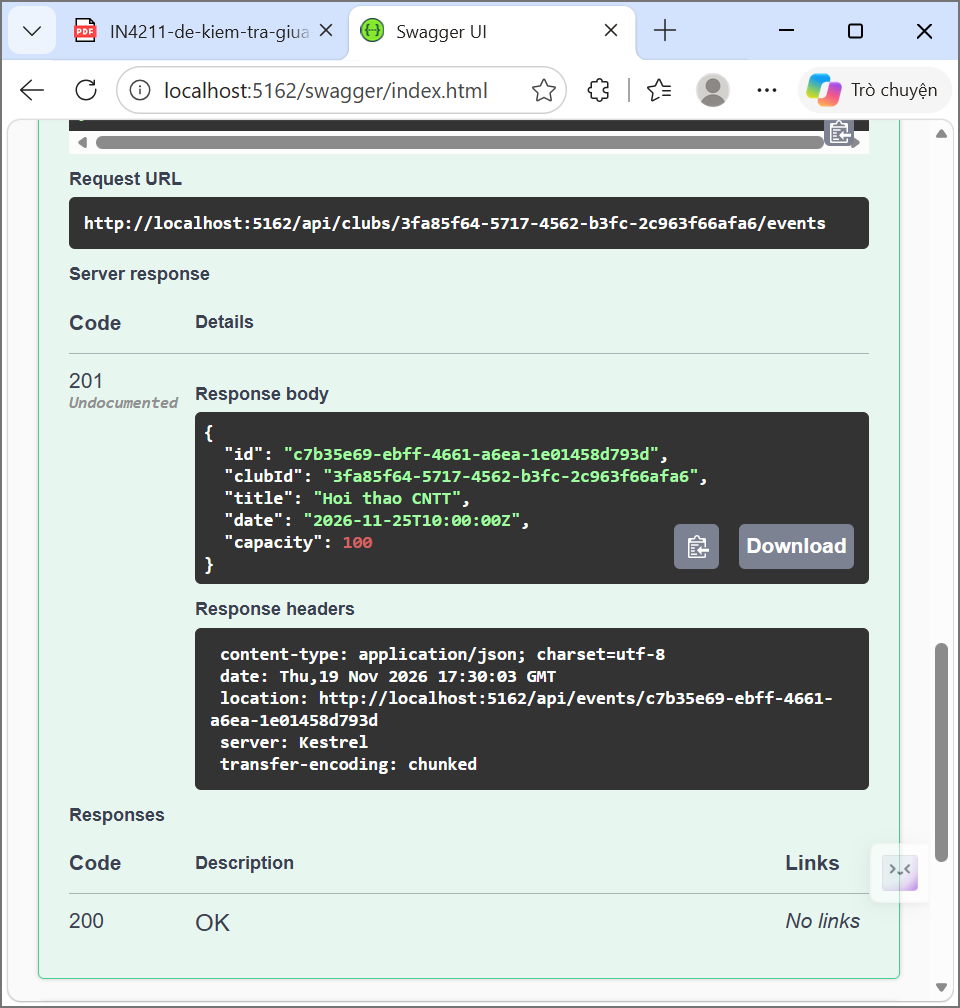 PDF
IN4211-de-kiem-tra-giua
Swagger UI
localhost:5162/swagger/index.html
Trò chuyện
Request URL
http://localhost:5162/api/clubs/3fa85f64-5717-4562-b3fc-2c963f66afa6/events
Server response
Code
Details
201
Undocumented
Response body
{
"id": "c7b35e69-ebff-4661-a6ea-1e01458d793d",
"clubId": "3fa85f64-5717-4562-b3fc-2c963f66afa6",
"title": "Hoi thao CNTT",
"date": "2026-11-25T10:00:00Z",
"capacity": 100
}
Download
Response headers
content-type: application/json; charset=utf-8
date: Thu,19 Nov 2026 17:30:03 GMT
location: http://localhost:5162/api/events/c7b35e69-ebff-4661-
a6ea-1e01458d793d
server: Kestrel
transfer-encoding: chunked
Responses
Code
Description
Links
200
OK
No links